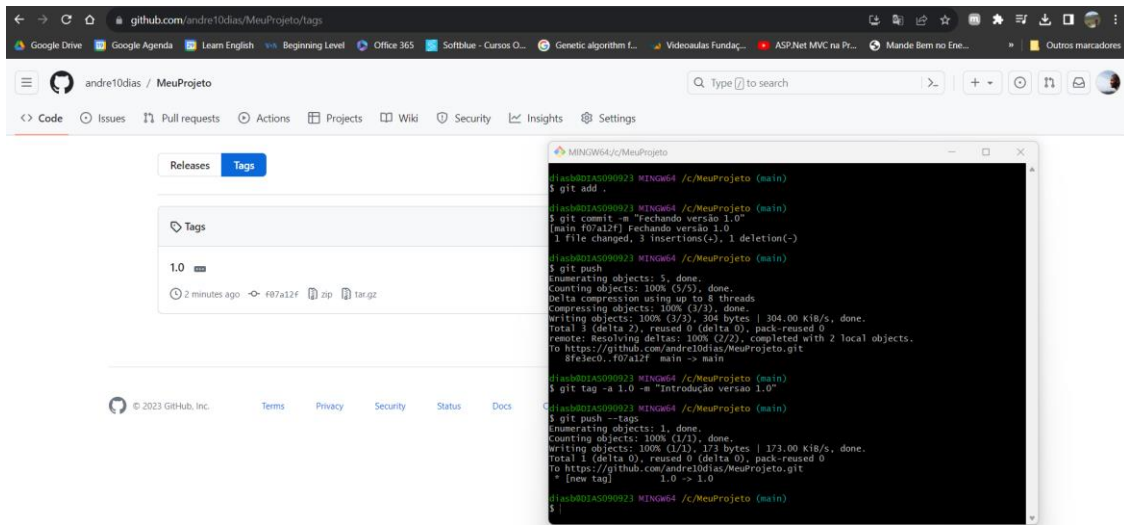 github.com/andre10dias/MeuProjeto/tags
Google Drive Google Agenda Learn English Beginning Level Office 365 Softblue - Cursos O... Genetic algorithm f... Videoaulas Fundaç... ASP.Net MVC na Pr... Mande Bem no Ene... » Outros marcadores
andre10dias / MeuProjeto Type / to search
<> Code Issues Pull requests Actions Projects Wiki Security Insights Settings
Releases Tags
Tags
1.0 ...
2 minutes ago f07a12f zip tar.gz
© 2023 GitHub, Inc. Terms Privacy Security Status Docs
MINGW64:/c/MeuProjeto
diasb@DIAS090923 MINGW64 /c/MeuProjeto (main)
$ git add .
diasb@DIAS090923 MINGW64 /c/MeuProjeto (main)
$ git commit -m "Fechando versão 1.0"
[main f07a12f] Fechando versão 1.0
1 file changed, 3 insertions(+), 1 deletion(-)
diasb@DIAS090923 MINGW64 /c/MeuProjeto (main)
$ git push
Enumerating objects: 5, done.
Counting objects: 100% (5/5), done.
Delta compression using up to 8 threads
Compressing objects: 100% (3/3), done.
Writing objects: 100% (3/3), 304 bytes | 304.00 KiB/s, done.
Total 3 (delta 2), reused 0 (delta 0), pack-reused 0
remote: Resolving deltas: 100% (2/2), completed with 2 local objects.
To https://github.com/andre10dias/MeuProjeto.git
8fe3ec0..f07a12f main -> main
diasb@DIAS090923 MINGW64 /c/MeuProjeto (main)
$ git tag -a 1.0 -m "Introdução versao 1.0"
diasb@DIAS090923 MINGW64 /c/MeuProjeto (main)
$ git push --tags
Enumerating objects: 1, done.
Counting objects: 100% (1/1), done.
Writing objects: 100% (1/1), 173 bytes | 173.00 KiB/s, done.
Total 1 (delta 0), reused 0 (delta 0), pack-reused 0
To https://github.com/andre10dias/MeuProjeto.git
* [new tag] 1.0 -> 1.0
diasb@DIAS090923 MINGW64 /c/MeuProjeto (main)
$